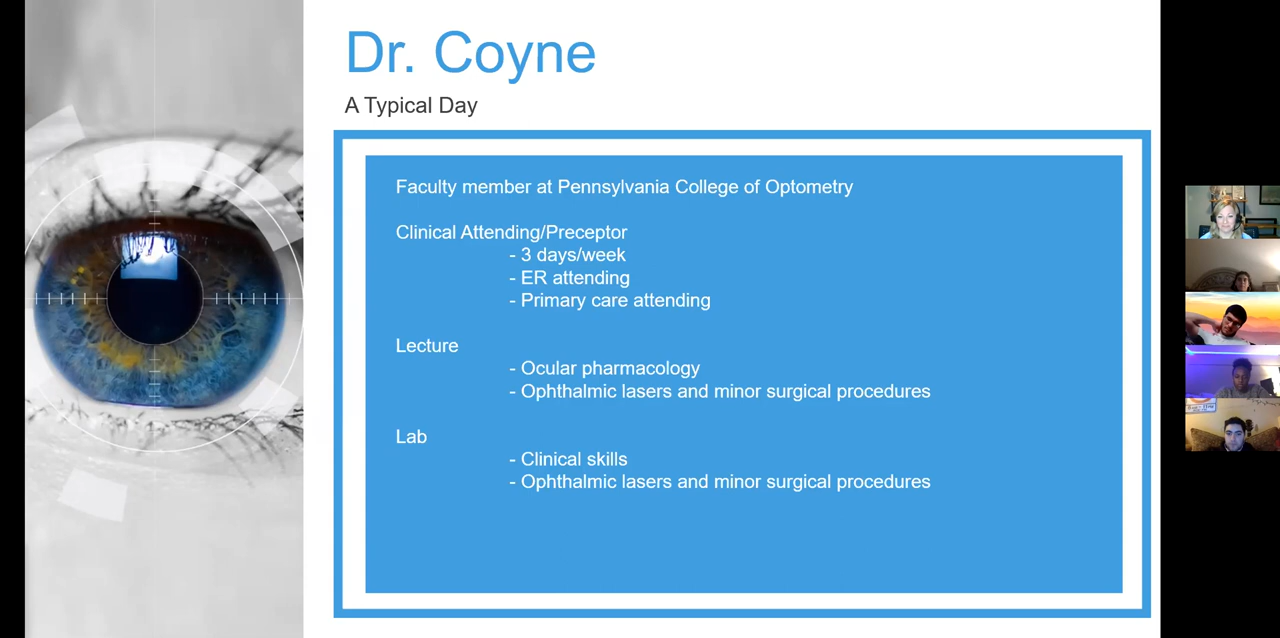 Dr. Coyne
A Typical Day
Faculty member at Pennsylvania College of Optometry
Clinical Attending/Preceptor
- 3 days/week
- ER attending
- Primary care attending
Lecture
- Ocular pharmacology
- Ophthalmic lasers and minor surgical procedures
Lab
- Clinical skills
- Ophthalmic lasers and minor surgical procedures